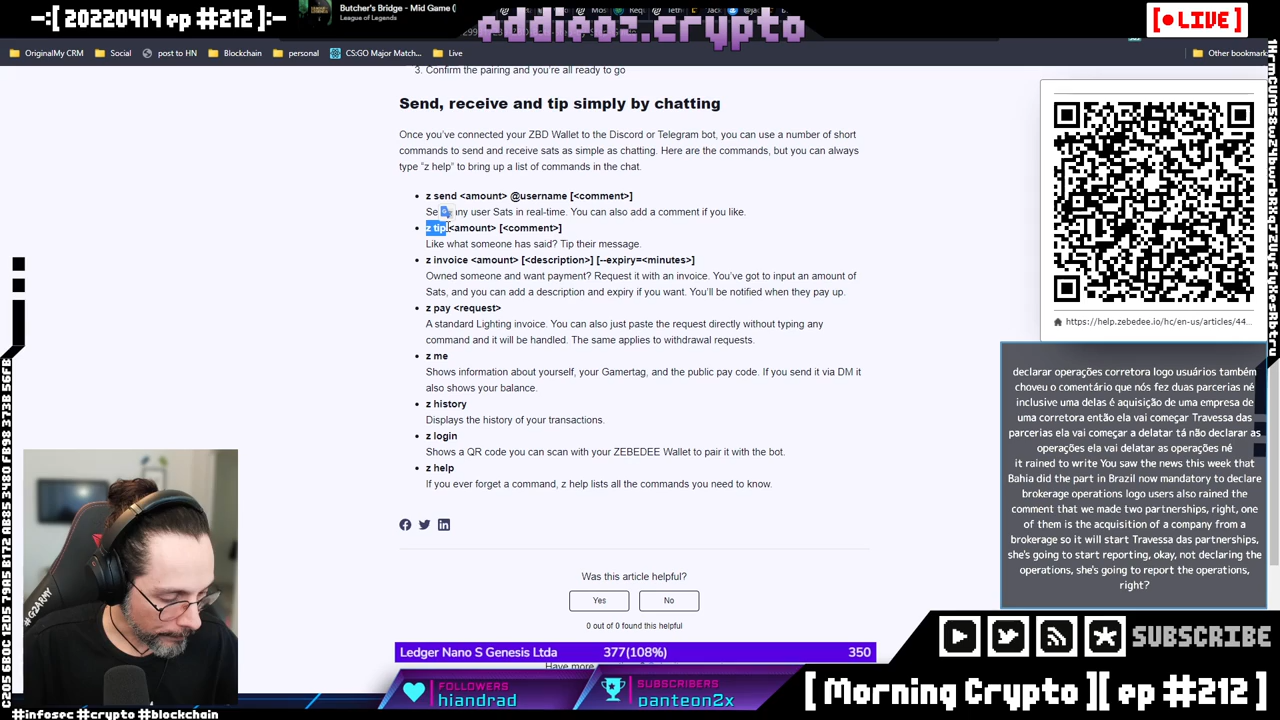 -:[ 20220414 ep #212 ]:-
Butcher's Bridge - Mid Game (
League of Legends
eddieoz.crypto
[ ● LIVE ]
OriginalMy CRM
Social
post to HN
Blockchain
personal
CS:GO Major Match...
Live
Other bookmark
3. Confirm the pairing and you're all ready to go
Send, receive and tip simply by chatting
Once you've connected your ZBD Wallet to the Discord or Telegram bot, you can use a number of short
commands to send and receive sats as simple as chatting. Here are the commands, but you can always
type "z help" to bring up a list of commands in the chat.
z send <amount> @username [<comment>]
Se ny user Sats in real-time. You can also add a comment if you like.
z tip <amount> [<comment>]
Like what someone has said? Tip their message.
z invoice <amount> [<description>] [--expiry=<minutes>]
Owned someone and want payment? Request it with an invoice. You've got to input an amount of
Sats, and you can add a description and expiry if you want. You'll be notified when they pay up.
z pay <request>
A standard Lighting invoice. You can also just paste the request directly without typing any
command and it will be handled. The same applies to withdrawal requests.
z me
Shows information about yourself, your Gamertag, and the public pay code. If you send it via DM it
also shows your balance.
z history
Displays the history of your transactions.
z login
Shows a QR code you can scan with your ZEBEDEE Wallet to pair it with the bot.
z help
If you ever forget a command, z help lists all the commands you need to know.
Was this article helpful?
Yes
No
0 out of 0 found this helpful
Have more
https://help.zebedee.io/hc/en-us/articles/44...
declarar operações corretora logo usuários também
choveu o comentário que nós fez duas parcerias né
inclusive uma delas é aquisição de uma empresa de
uma corretora então ela vai começar Travessa das
parcerias ela vai começar a delatar tá não declarar as
operações ela vai delatar as operações né
it rained to write You saw the news this week that
Bahia did the part in Brazil now mandatory to declare
brokerage operations logo users also rained the
comment that we made two partnerships, right, one
of them is the acquisition of a company from a
brokerage so it will start Travessa das partnerships,
she's going to start reporting, okay, not declaring the
operations, she's going to report the operations,
right?
#G2ARMY
Ledger Nano S Genesis Ltda
377(108%)
350
FOLLOWERS
hiandrad
SUBSCRIBERS
panteon2x
SUBSCRIBE
[ Morning Crypto ][ ep #212 ]
#infosec #crypto #blockchain